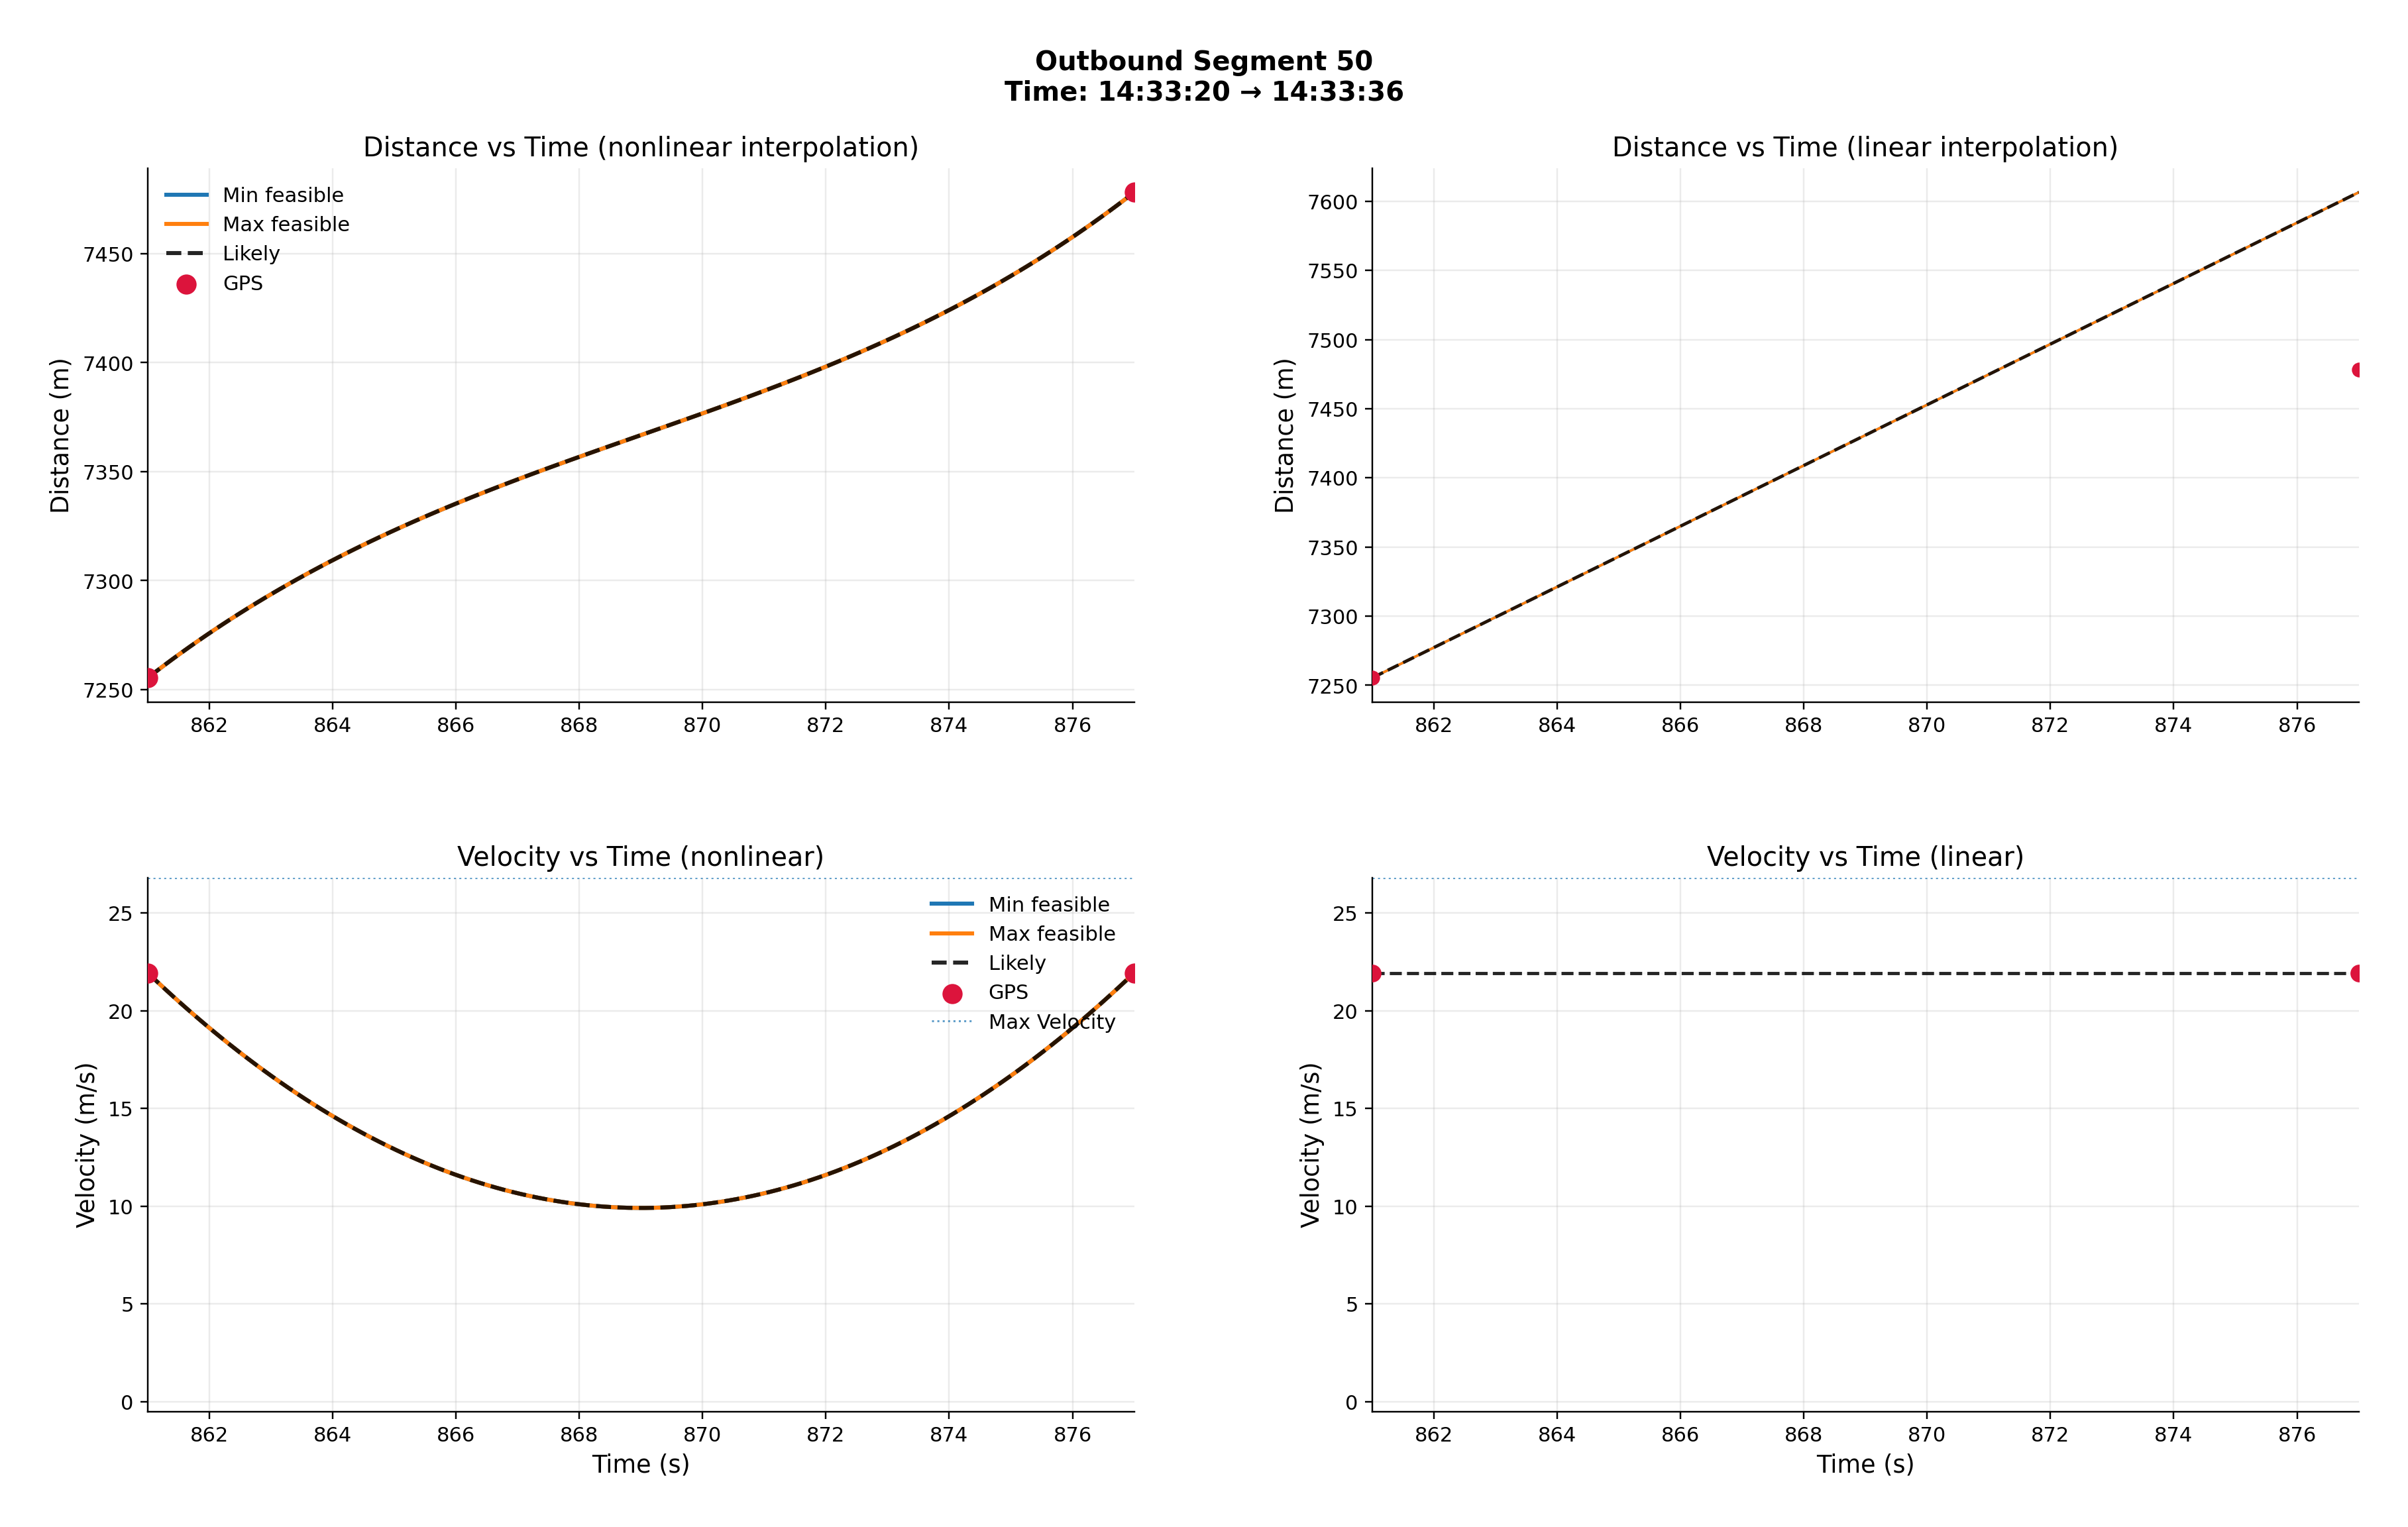 Outbound Segment 50
Time: 14:33:20 → 14:33:36
Distance vs Time (nonlinear interpolation)
Distance (m)
7450
7400
7350
7300
7250
Min feasible
Max feasible
Likely
GPS
862 864 866 868 870 872 874 876
Distance vs Time (linear interpolation)
Distance (m)
7600
7550
7500
7450
7400
7350
7300
7250
862 864 866 868 870 872 874 876
Velocity vs Time (nonlinear)
Velocity (m/s)
25
20
15
10
5
0
Min feasible
Max feasible
Likely
GPS
Max Velocity
862 864 866 868 870 872 874 876
Time (s)
Velocity vs Time (linear)
Velocity (m/s)
25
20
15
10
5
0
862 864 866 868 870 872 874 876
Time (s)